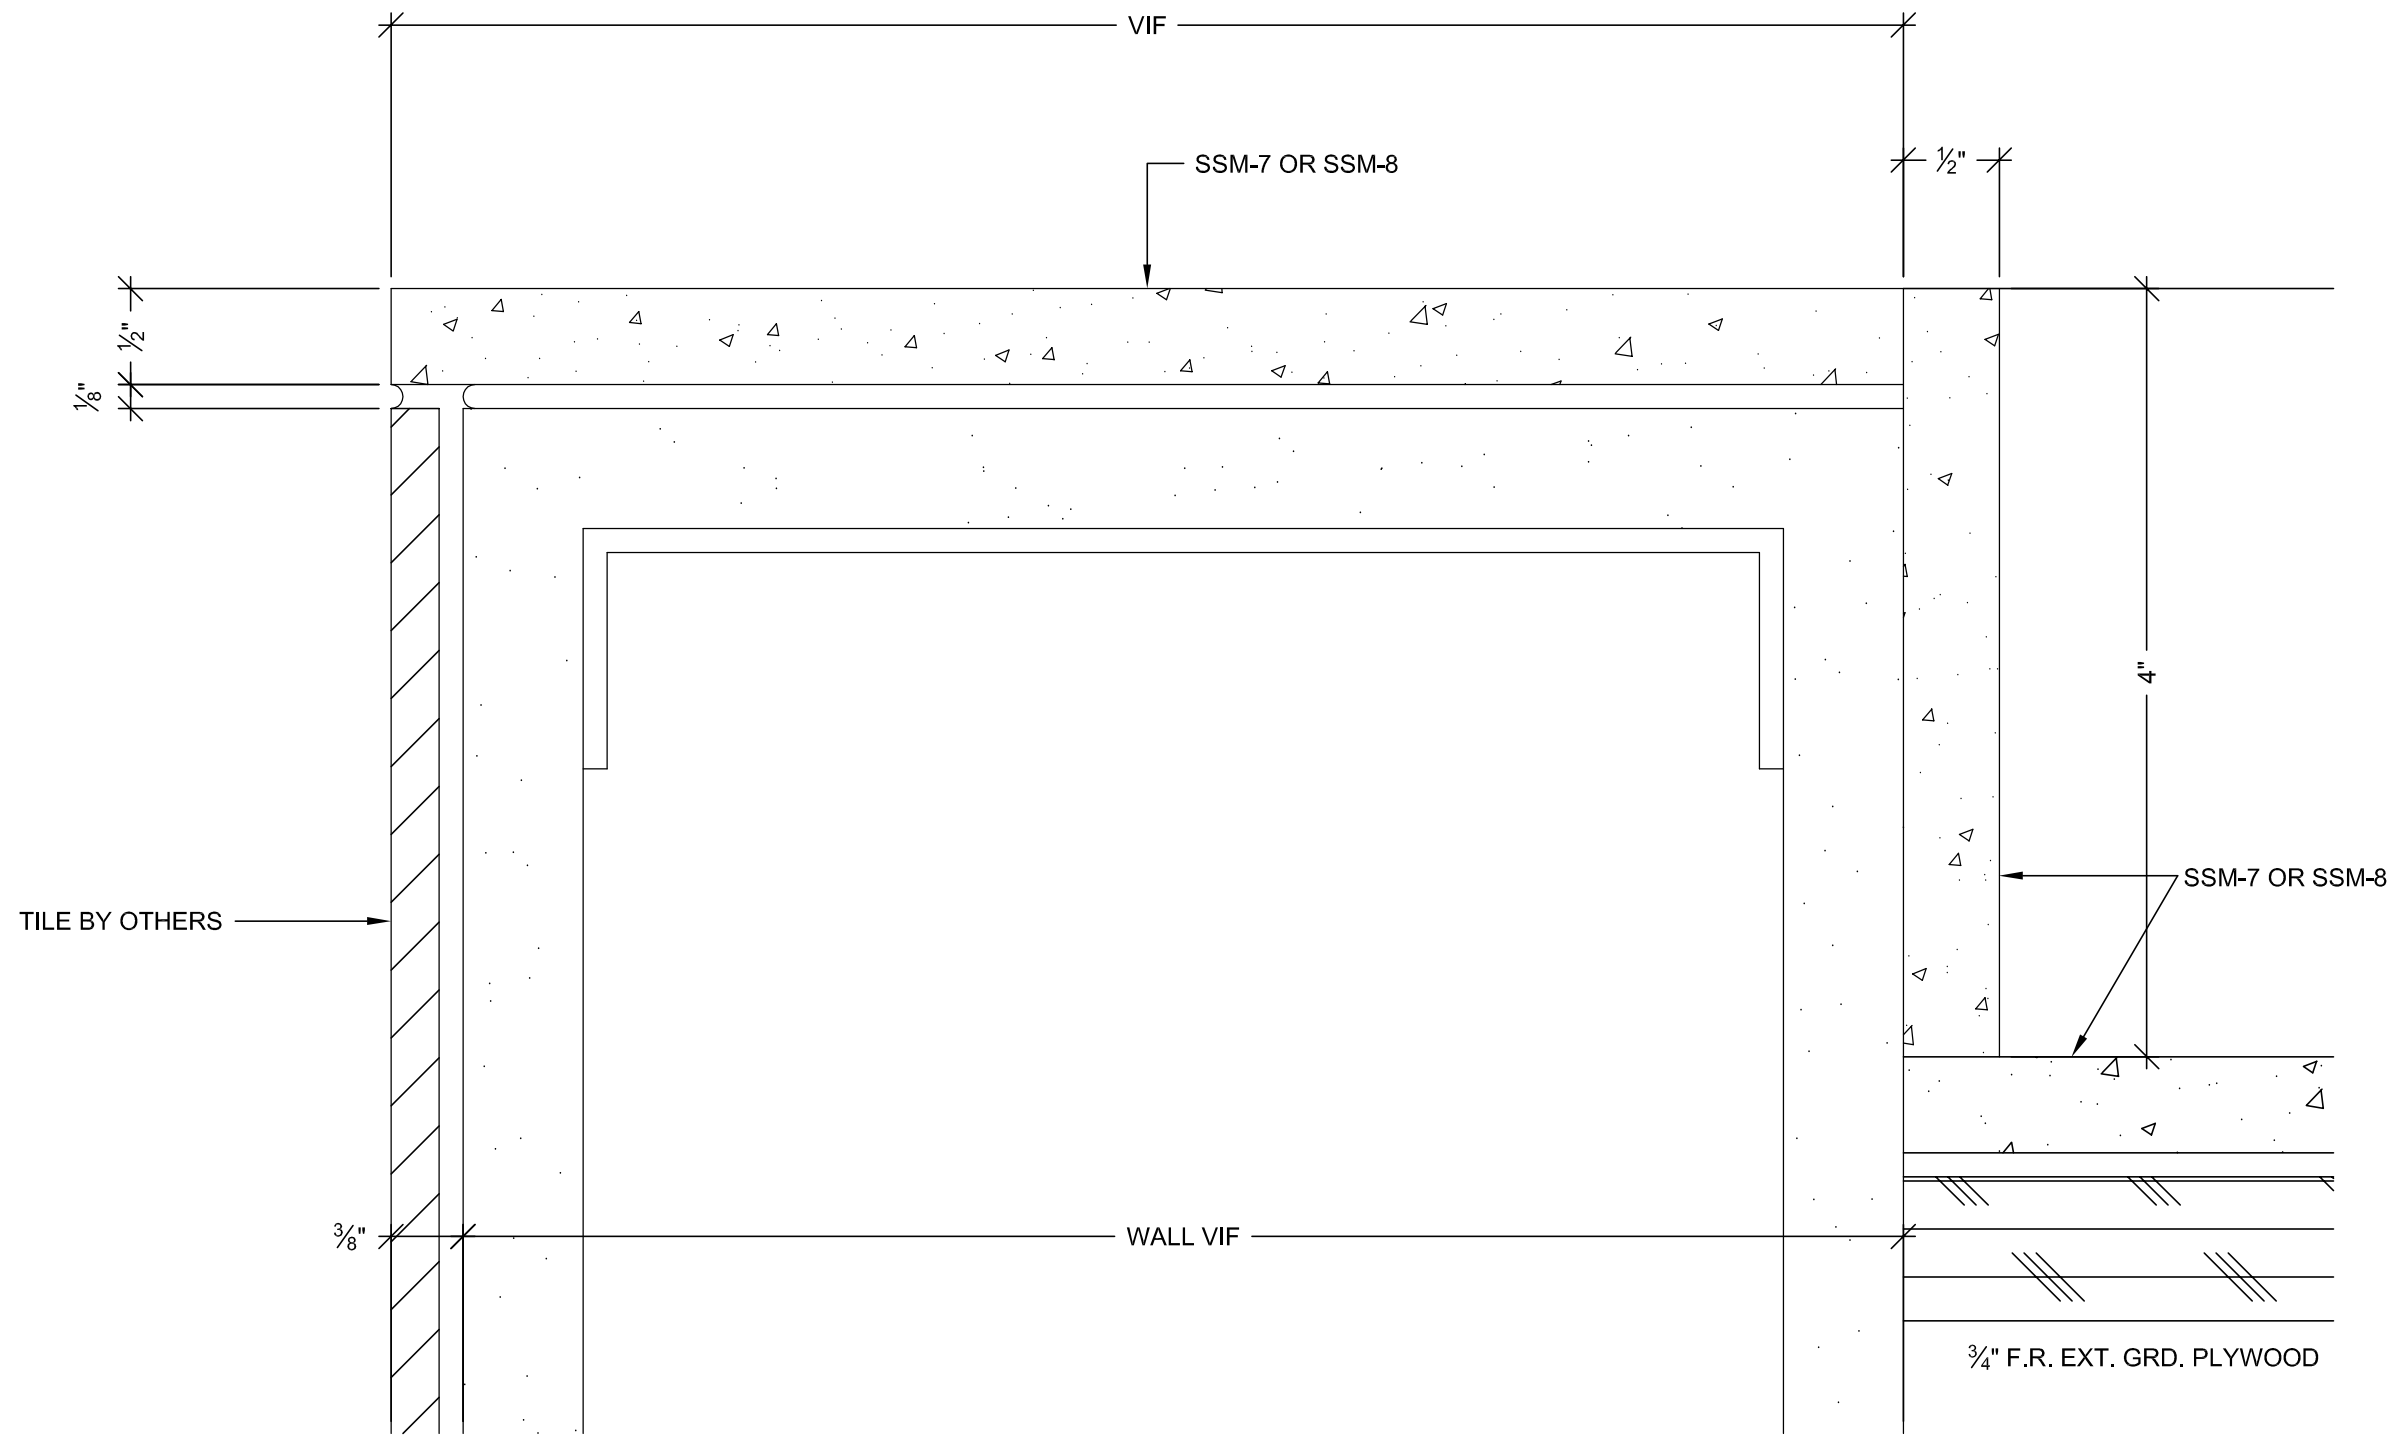 VIF
SSM-7 OR SSM-8
½"
½"
⅛"
4"
SSM-7 OR SSM-8
TILE BY OTHERS
⅜"
WALL VIF
¾" F.R. EXT. GRD. PLYWOOD